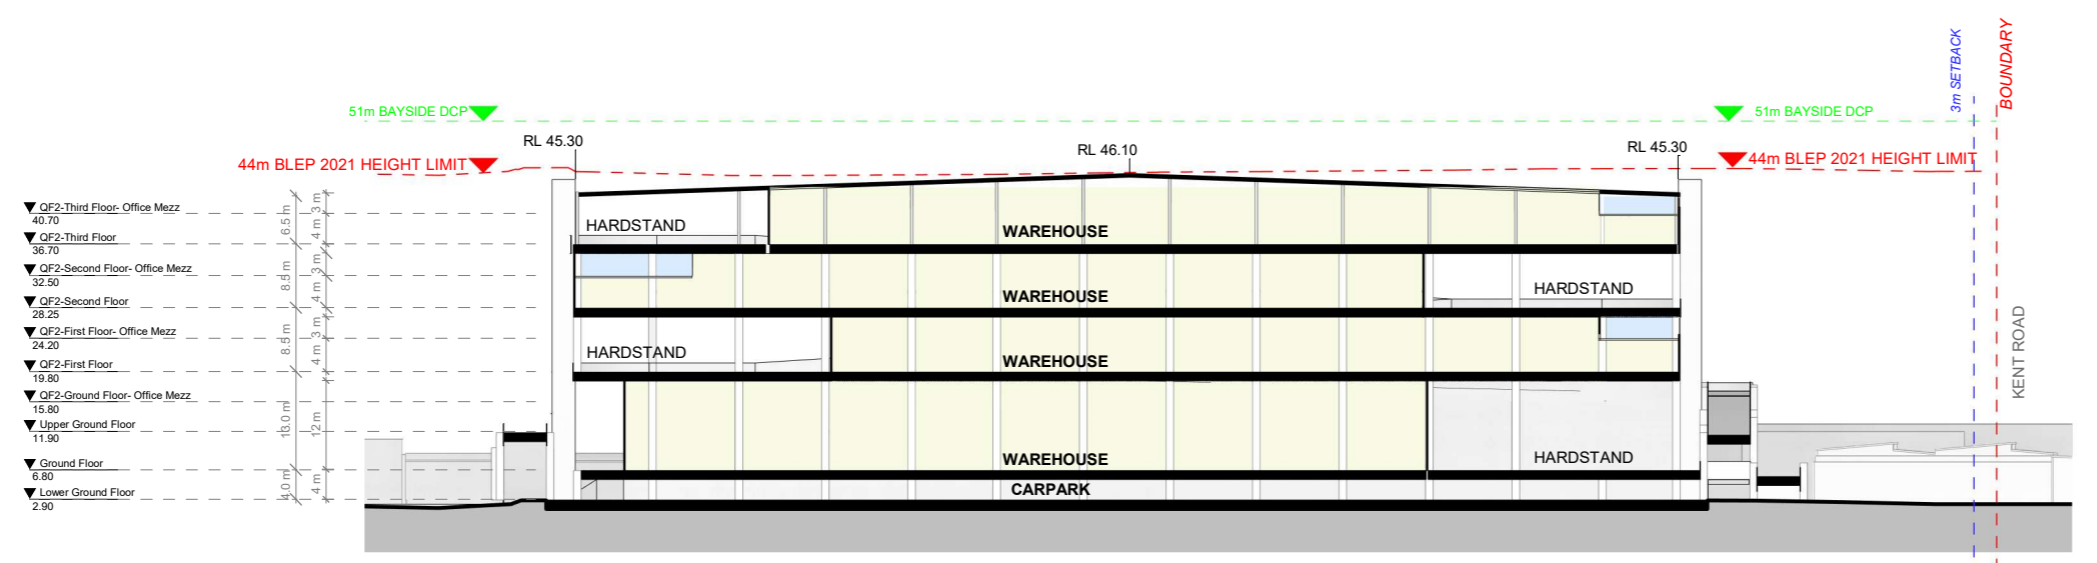 BOUNDARY
3m SETBACK
51m BAYSIDE DCP
51m BAYSIDE DCP
RL 45.30
RL 46.10
RL 45.30
44m BLEP 2021 HEIGHT LIMIT
44m BLEP 2021 HEIGHT LIMIT
QF2-Third Floor- Office Mezz
40.70
QF2-Third Floor
36.70
QF2-Second Floor- Office Mezz
32.50
QF2-Second Floor
28.25
QF2-First Floor- Office Mezz
24.20
QF2-First Floor
19.80
QF2-Ground Floor- Office Mezz
15.80
Upper Ground Floor
11.90
Ground Floor
6.80
Lower Ground Floor
2.90
6.5 m
8.5 m
8.5 m
13.0 m
4.0 m
3 m
4 m
3 m
4 m
3 m
4 m
12 m
4 m
HARDSTAND
WAREHOUSE
WAREHOUSE
HARDSTAND
HARDSTAND
WAREHOUSE
WAREHOUSE
HARDSTAND
CARPARK
KENT ROAD